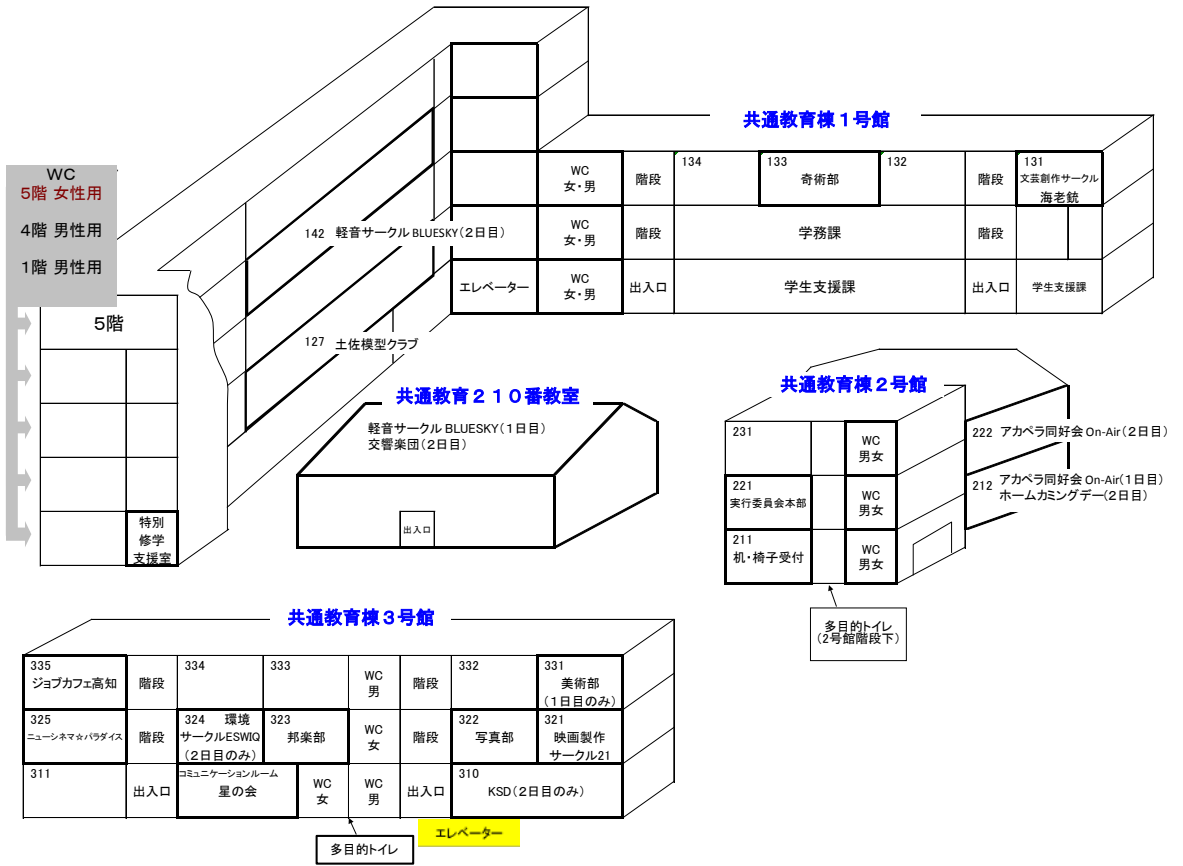 共通教育棟１号館
WC
5階 女性用
4階 男性用
1階 男性用
5階
特別
修学
支援室
142 軽音サークル BLUESKY(2日目)
127 土佐模型クラブ
エレベーター
WC
女・男
階段
134
133
奇術部
132
階段
131
文芸創作サークル
海老銃
WC
女・男
階段
学務課
階段
WC
女・男
出入口
学生支援課
出入口
学生支援課
共通教育２１０番教室
軽音サークル BLUESKY(1日目)
交響楽団(2日目)
出入口
共通教育棟２号館
231
WC
男女
221
実行委員会本部
WC
男女
211
机・椅子受付
WC
男女
222 アカペラ同好会 On-Air(2日目)
212 アカペラ同好会 On-Air(1日目)
ホームカミングデー(2日目)
多目的トイレ
(2号館階段下)
共通教育棟３号館
335
ジョブカフェ高知
階段
334
333
WC
男
階段
332
331
美術部
(1日目のみ)
325
ニューシネマ☆パラダイス
階段
324 環境
サークルESWIQ
(2日目のみ)
323
邦楽部
WC
女
階段
322
写真部
321
映画製作
サークル21
311
出入口
コミュニケーションルーム
星の会
WC
女
WC
男
出入口
310
KSD(2日目のみ)
エレベーター
多目的トイレ